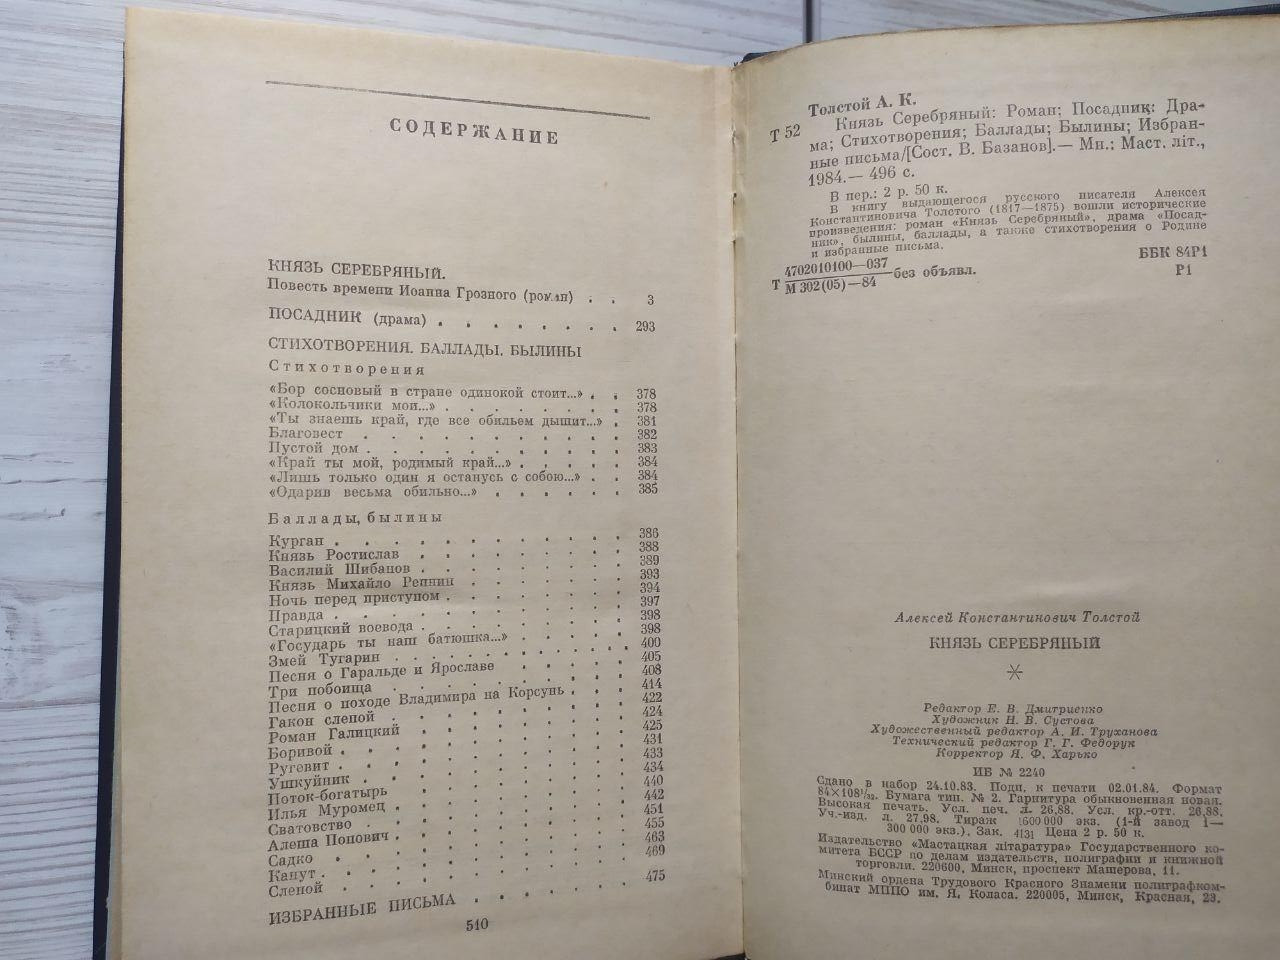 СОДЕРЖАНИЕ
КНЯЗЬ СЕРЕБРЯНЫЙ.
Повесть времени Иоанна Грозного (роман) . . 3
ПОСАДНИК (драма) . . . . . . . . 293
СТИХОТВОРЕНИЯ. БАЛЛАДЫ. БЫЛИНЫ
Стихотворения
«Бор сосновый в стране одинокой стоит...» . . 378
«Колокольчики мои...» . . . . . . . . 378
«Ты знаешь край, где все обильем дышит...» . 381
Благовест . . . . . . . . . . 382
Пустой дом . . . . . . . . . . 383
«Край ты мой, родимый край...» . . . . . 384
«Лишь только один я останусь с собою...» . . 384
«Одарив весьма обильно...» . . . . . . 385
Баллады, былины
Курган . . . . . . . . . . . 386
Князь Ростислав . . . . . . . . 388
Василий Шибанов . . . . . . . . 389
Князь Михайло Репнин . . . . . . 393
Ночь перед приступом . . . . . . . 394
Правда . . . . . . . . . . . 397
Старицкий воевода . . . . . . . . 398
«Государь ты наш батюшка...» . . . . . 398
Змей Тугарин . . . . . . . . . 400
Песня о Гаральде и Ярославе . . . . . 405
Три побоища . . . . . . . . . 408
Песня о походе Владимира на Корсунь . . . 414
Гакон слепой . . . . . . . . . 422
Роман Галицкий . . . . . . . . 424
Боривой . . . . . . . . . . 425
Ругевит . . . . . . . . . . 431
Ушкуйник . . . . . . . . . . 433
Поток-богатырь . . . . . . . . 434
Илья Муромец . . . . . . . . . 440
Сватовство . . . . . . . . . . 442
Алеша Попович . . . . . . . . . 451
Садко . . . . . . . . . . . 455
Канут . . . . . . . . . . . 463
Слепой . . . . . . . . . . . 469
ИЗБРАННЫЕ ПИСЬМА . . . . . . . 475
510
Толстой А. К.
Т 52 Князь Серебряный: Роман; Посадник: Дра-
ма; Стихотворения; Баллады; Былины; Избран-
ные письма/[Сост. В. Базанов].— Мн.: Маст. літ.,
1984.— 496 с.
В пер.: 2 р. 50 к.
В книгу выдающегося русского писателя Алексея
Константиновича Толстого (1817—1875) вошли исторические
произведения: роман «Князь Серебряный», драма «Посад-
ник», былины, баллады, а также стихотворения о Родине
и избранные письма.
Т 4702010100—037
М 302(05)—84 без объявл.
ББК 84Р1
Р1
Алексей Константинович Толстой
КНЯЗЬ СЕРЕБРЯНЫЙ
Редактор Е. В. Дмитриенко
Художник Н. В. Сустова
Художественный редактор А. И. Труханова
Технический редактор Г. Г. Федорук
Корректор Я. Ф. Харько
ИБ № 2240
Сдано в набор 24.10.83. Подп. к печати 02.01.84. Формат
84×108¹/₃₂. Бумага тип. № 2. Гарнитура обыкновенная новая.
Высокая печать. Усл. печ. л. 26,88. Усл. кр.-отт. 26,88.
Уч.-изд. л. 27,98. Тираж 1600000 экз. (1-й завод 1—
300 000 экз.). Зак. 4131 Цена 2 р. 50 к.
Издательство «Мастацкая літаратура» Государственного ко-
митета БССР по делам издательств, полиграфии и книжной
торговли. 220600, Минск, проспект Машерова, 11.
Минский ордена Трудового Красного Знамени полиграфком-
бинат МППО им. Я. Коласа. 220005, Минск, Красная, 23.